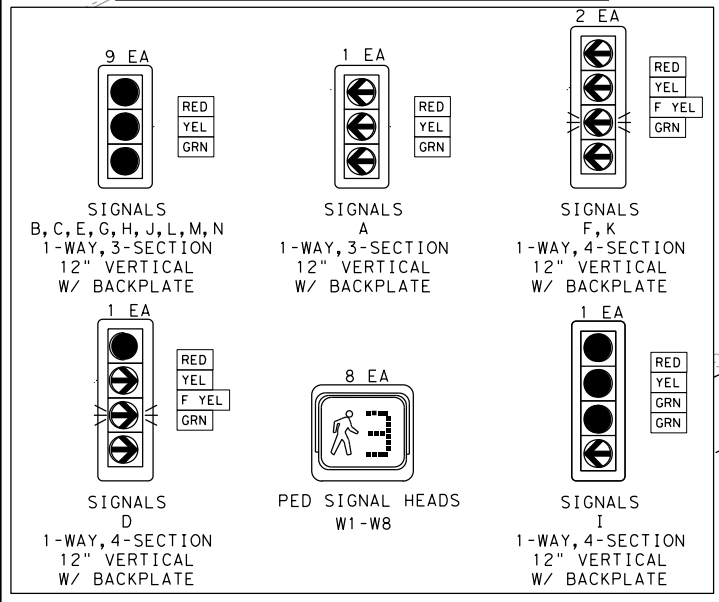 9 EA
RED
YEL
GRN
SIGNALS
B, C, E, G, H, J, L, M, N
1-WAY, 3-SECTION
12" VERTICAL
W/ BACKPLATE
1 EA
RED
YEL
GRN
SIGNALS
A
1-WAY, 3-SECTION
12" VERTICAL
W/ BACKPLATE
2 EA
RED
YEL
F YEL
GRN
SIGNALS
F, K
1-WAY, 4-SECTION
12" VERTICAL
W/ BACKPLATE
1 EA
RED
YEL
F YEL
GRN
SIGNALS
D
1-WAY, 4-SECTION
12" VERTICAL
W/ BACKPLATE
8 EA
3
PED SIGNAL HEADS
W1-W8
1 EA
RED
YEL
GRN
GRN
SIGNALS
I
1-WAY, 4-SECTION
12" VERTICAL
W/ BACKPLATE